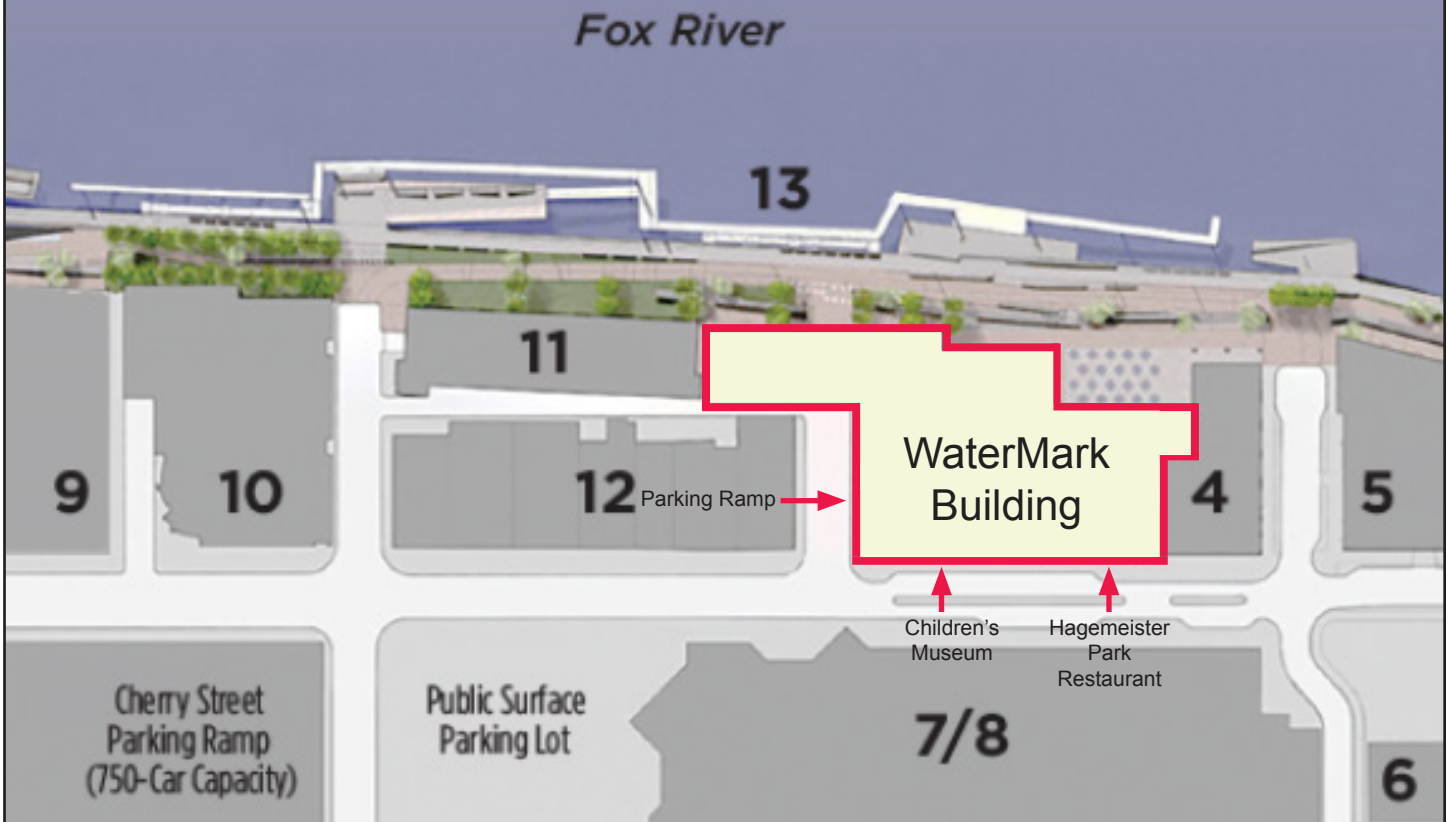 Fox River
13
11
9
10
12
Parking Ramp
WaterMark
Building
4
5
Children's
Museum
Hagemeister
Park
Restaurant
Cherry Street
Parking Ramp
(750-Car Capacity)
Public Surface
Parking Lot
7/8
6